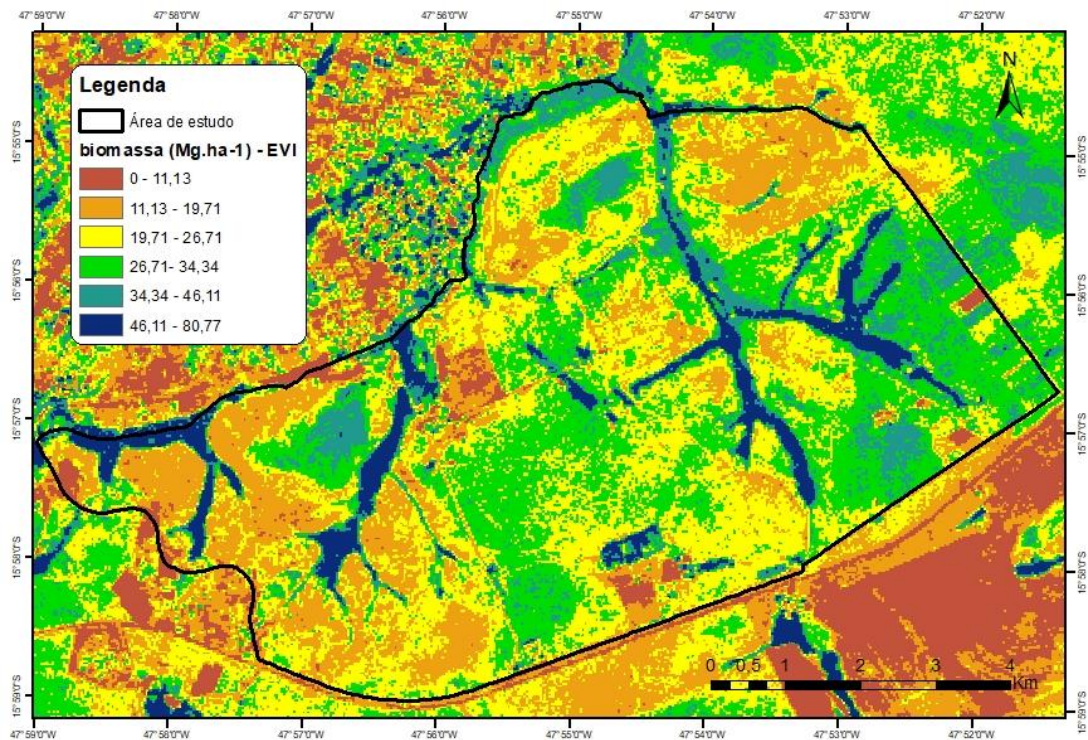 47°59'0"W 47°58'0"W 47°57'0"W 47°56'0"W 47°55'0"W 47°54'0"W 47°53'0"W 47°52'0"W
N
Legenda
Área de estudo
biomassa (Mg.ha-1) - EVI
0 - 11,13
11,13 - 19,71
19,71 - 26,71
26,71- 34,34
34,34 - 46,11
46,11 - 80,77
15°55'0"S 15°55'0"S
15°56'0"S 15°56'0"S
15°57'0"S 15°57'0"S
15°58'0"S 15°58'0"S
15°59'0"S 15°59'0"S
0 0,5 1 2 3 4
Km
47°59'0"W 47°58'0"W 47°57'0"W 47°56'0"W 47°55'0"W 47°54'0"W 47°53'0"W 47°52'0"W